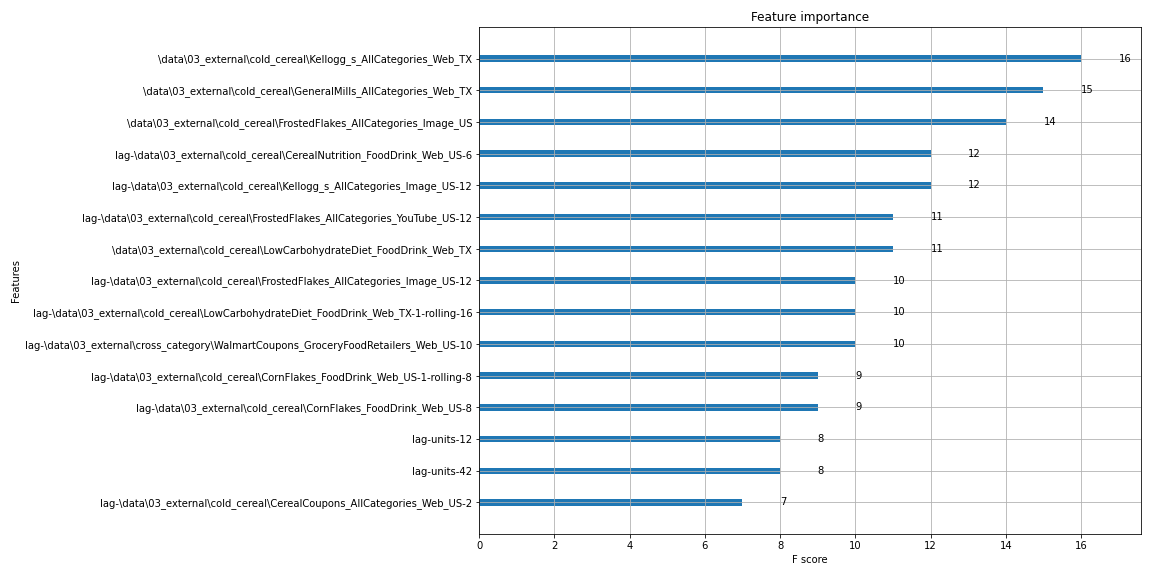 Feature importance
\data\03_external\cold_cereal\Kellogg_s_AllCategories_Web_TX 16
\data\03_external\cold_cereal\GeneralMills_AllCategories_Web_TX 15
\data\03_external\cold_cereal\FrostedFlakes_AllCategories_Image_US 14
lag-\data\03_external\cold_cereal\CerealNutrition_FoodDrink_Web_US-6 12
lag-\data\03_external\cold_cereal\Kellogg_s_AllCategories_Image_US-12 12
lag-\data\03_external\cold_cereal\FrostedFlakes_AllCategories_YouTube_US-12 11
\data\03_external\cold_cereal\LowCarbohydrateDiet_FoodDrink_Web_TX 11
lag-\data\03_external\cold_cereal\FrostedFlakes_AllCategories_Image_US-12 10
lag-\data\03_external\cold_cereal\LowCarbohydrateDiet_FoodDrink_Web_TX-1-rolling-16 10
lag-\data\03_external\cross_category\WalmartCoupons_GroceryFoodRetailers_Web_US-10 10
lag-\data\03_external\cold_cereal\CornFlakes_FoodDrink_Web_US-1-rolling-8 9
lag-\data\03_external\cold_cereal\CornFlakes_FoodDrink_Web_US-8 9
lag-units-12 8
lag-units-42 8
lag-\data\03_external\cold_cereal\CerealCoupons_AllCategories_Web_US-2 7
Features
0 2 4 6 8 10 12 14 16
F score